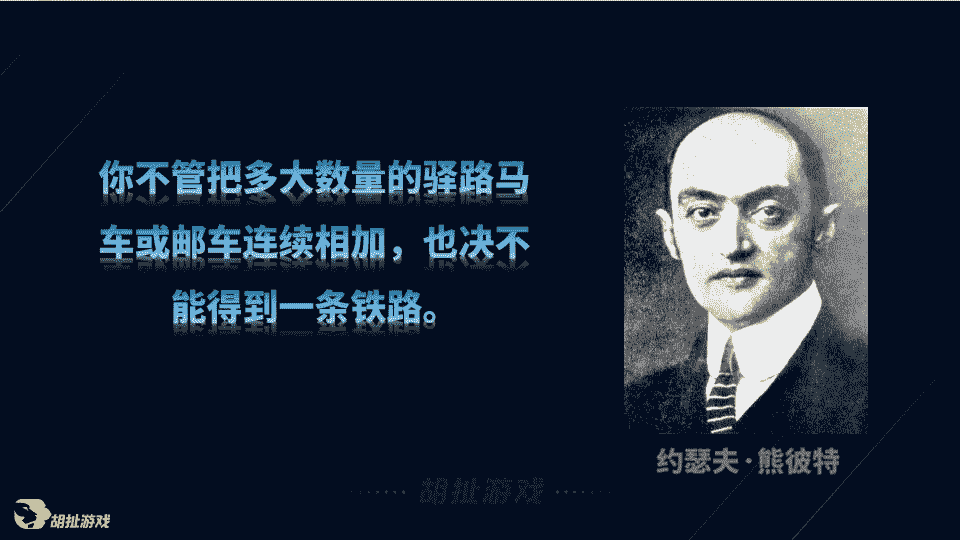 你不管把多大数量的驿路马
车或邮车连续相加，也决不
能得到一条铁路。
约瑟夫·熊彼特
胡扯游戏
胡扯游戏